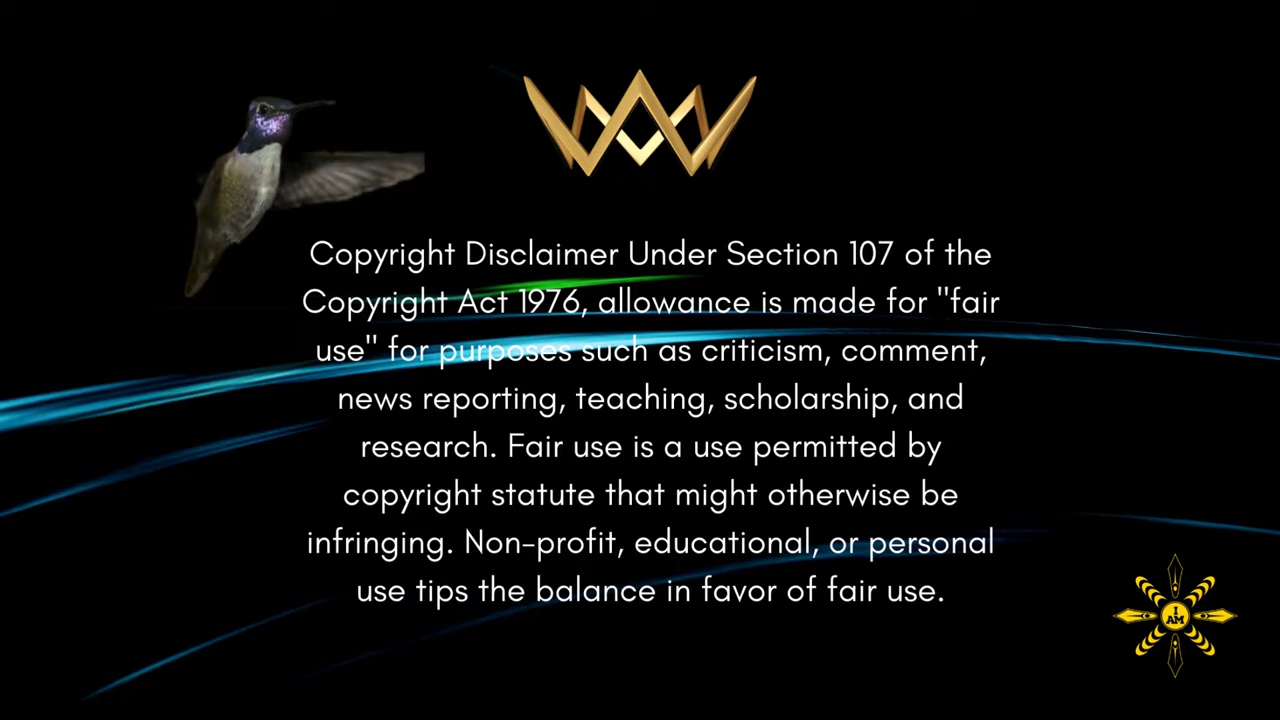 Copyright Disclaimer Under Section 107 of the
Copyright Act 1976, allowance is made for "fair
use" for purposes such as criticism, comment,
news reporting, teaching, scholarship, and
research. Fair use is a use permitted by
copyright statute that might otherwise be
infringing. Non-profit, educational, or personal
use tips the balance in favor of fair use.
I
AM